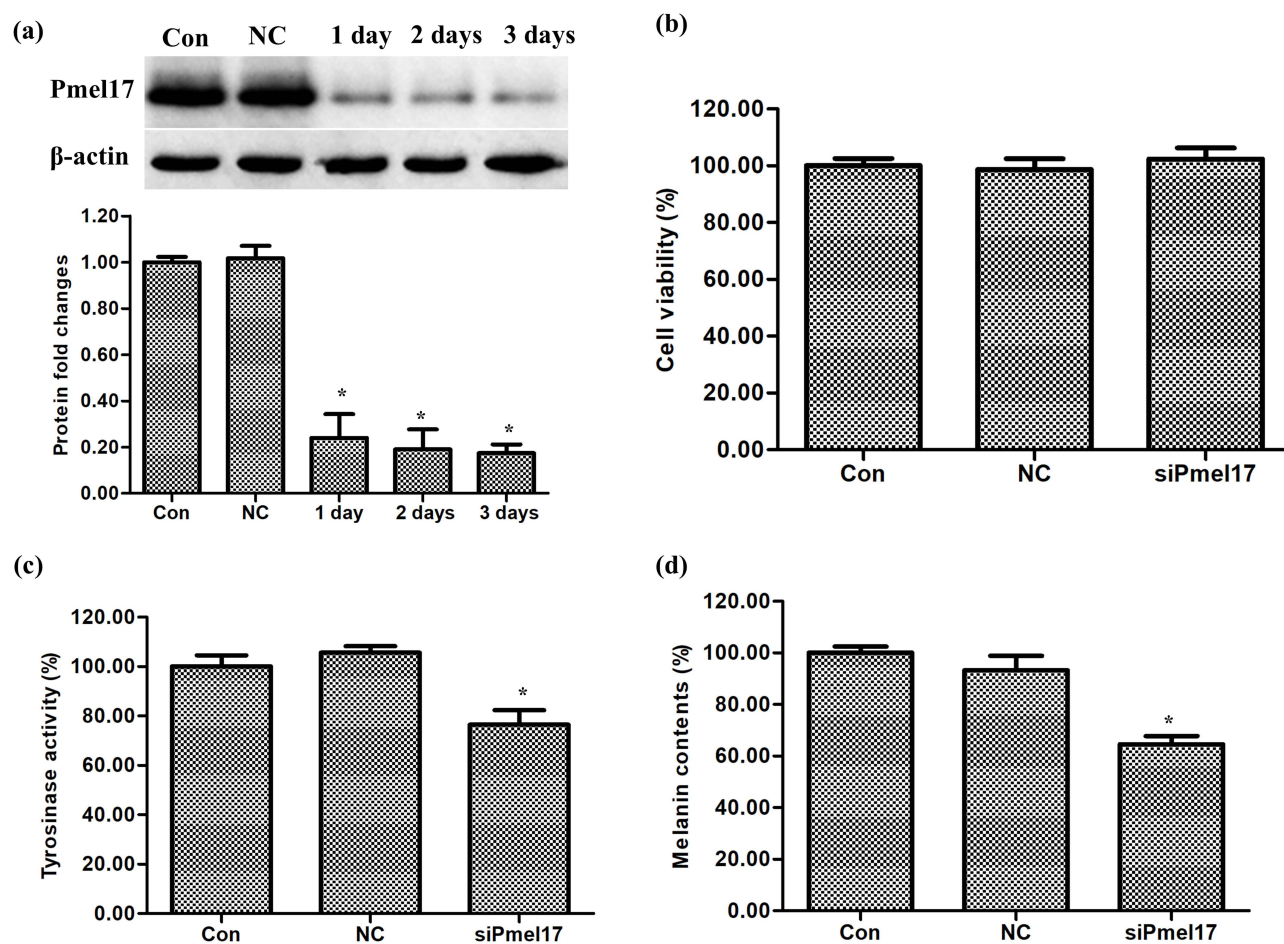 (a)
Con NC 1 day 2 days 3 days
Pmel17
β-actin
Protein fold changes
1.20
1.00
0.80
0.60
0.40
0.20
0.00
* * *
Con NC 1 day 2 days 3 days
(b)
Cell viability (%)
120.00
100.00
80.00
60.00
40.00
20.00
0.00
Con NC siPmel17
(c)
Tyrosinase activity (%)
120.00
100.00
80.00
60.00
40.00
20.00
0.00
*
Con NC siPmel17
(d)
Melanin contents (%)
120.00
100.00
80.00
60.00
40.00
20.00
0.00
*
Con NC siPmel17